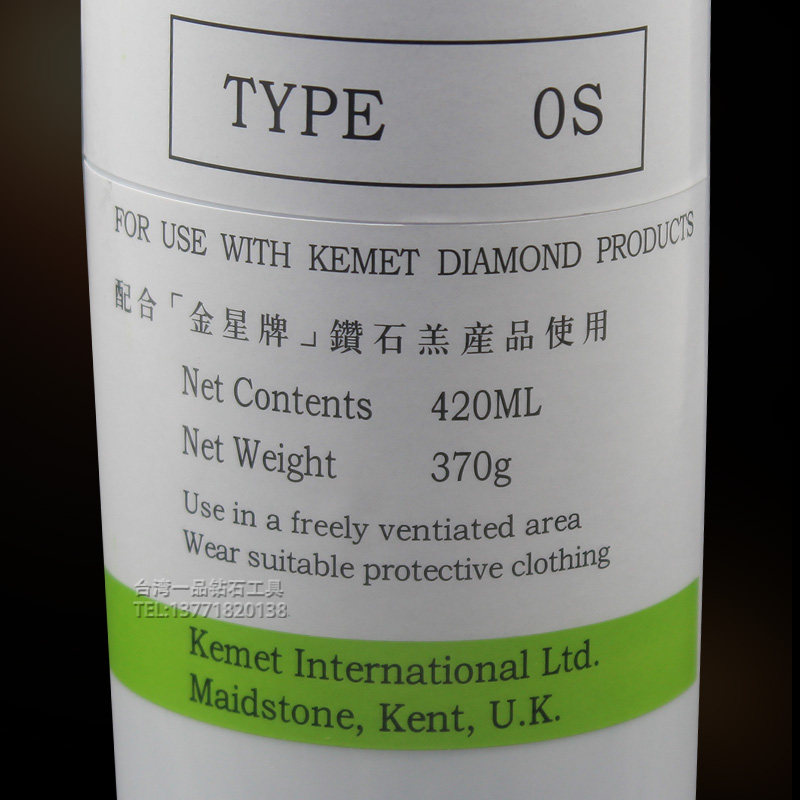 TYPE 0S
FOR USE WITH KEMET DIAMOND PRODUCTS
配合「金星牌」鑽石羔産品使用
Net Contents 420ML
Net Weight 370g
Use in a freely ventiated area
Wear suitable protective clothing
台湾一品钻石工具
TEL:13771820138
Kemet International Ltd.
Maidstone, Kent, U.K.